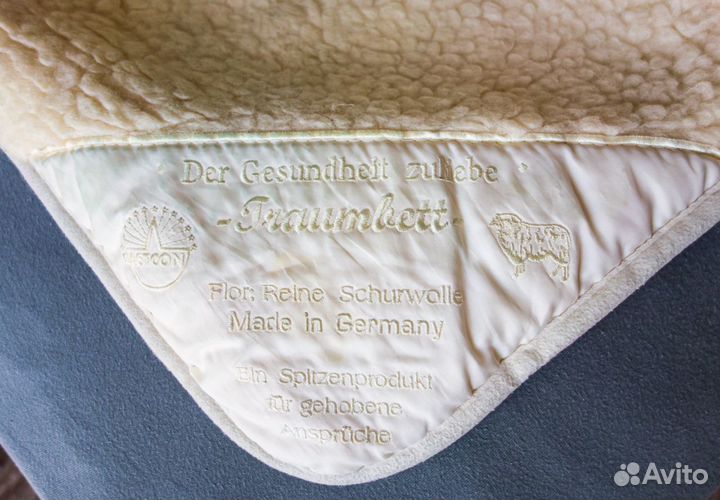 · Der Gesundheit zuliebe ·
-Traumbett-
Flor: Reine Schurwolle
Made in Germany
Ein Spitzenprodukt
für gehobene
Ansprüche
Avito